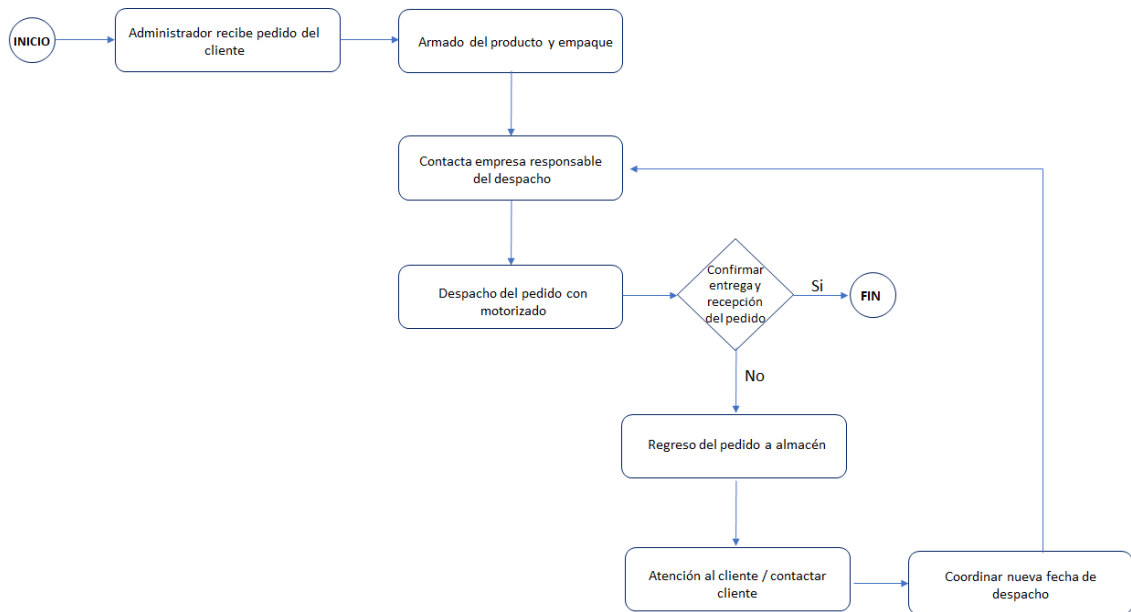 INICIO
Administrador recibe pedido del
cliente
Armado del producto y empaque
Contacta empresa responsable
del despacho
Despacho del pedido con
motorizado
Confirmar
entrega y
recepción
del pedido
Si
FIN
No
Regreso del pedido a almacén
Atención al cliente / contactar
cliente
Coordinar nueva fecha de
despacho